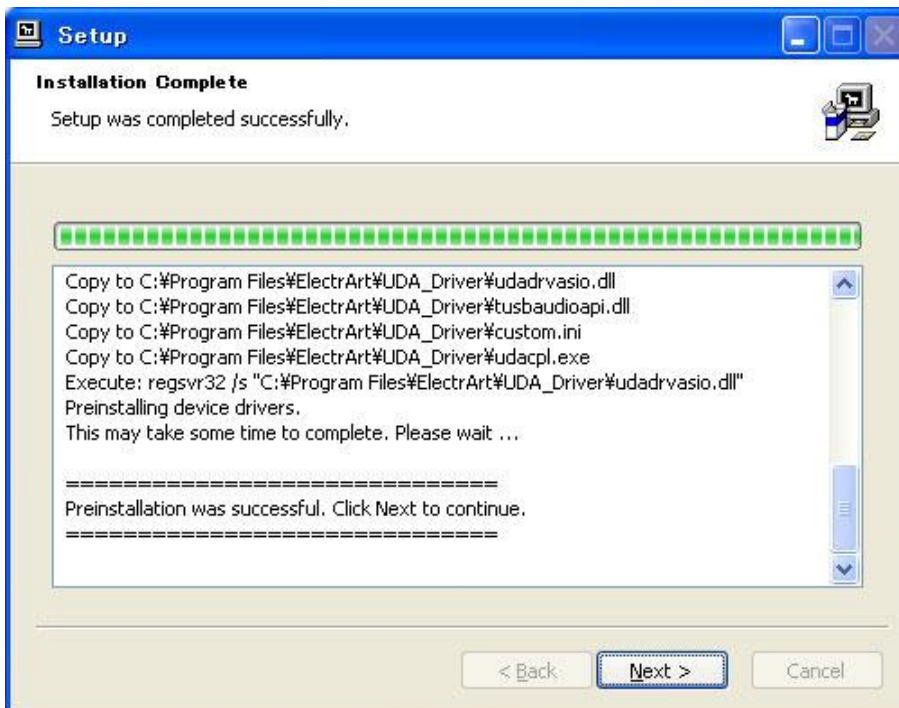 Setup
Installation Complete
Setup was completed successfully.
Copy to C:¥Program Files¥ElectrArt¥UDA_Driver¥udadrvasio.dll
Copy to C:¥Program Files¥ElectrArt¥UDA_Driver¥tusbaudioapi.dll
Copy to C:¥Program Files¥ElectrArt¥UDA_Driver¥custom.ini
Copy to C:¥Program Files¥ElectrArt¥UDA_Driver¥udacpl.exe
Execute: regsvr32 /s "C:¥Program Files¥ElectrArt¥UDA_Driver¥udadrvasio.dll"
Preinstalling device drivers.
This may take some time to complete. Please wait ...
==============================
Preinstallation was successful. Click Next to continue.
==============================
< Back
Next >
Cancel